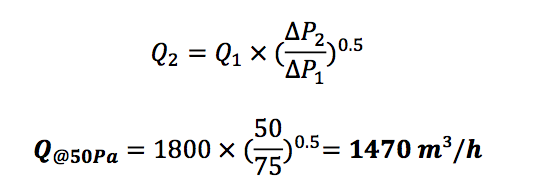 Q₂ = Q₁ × (ΔP₂/ΔP₁)^0.5
Q@50Pa = 1800 × (50/75)^0.5 = 1470 m³/h